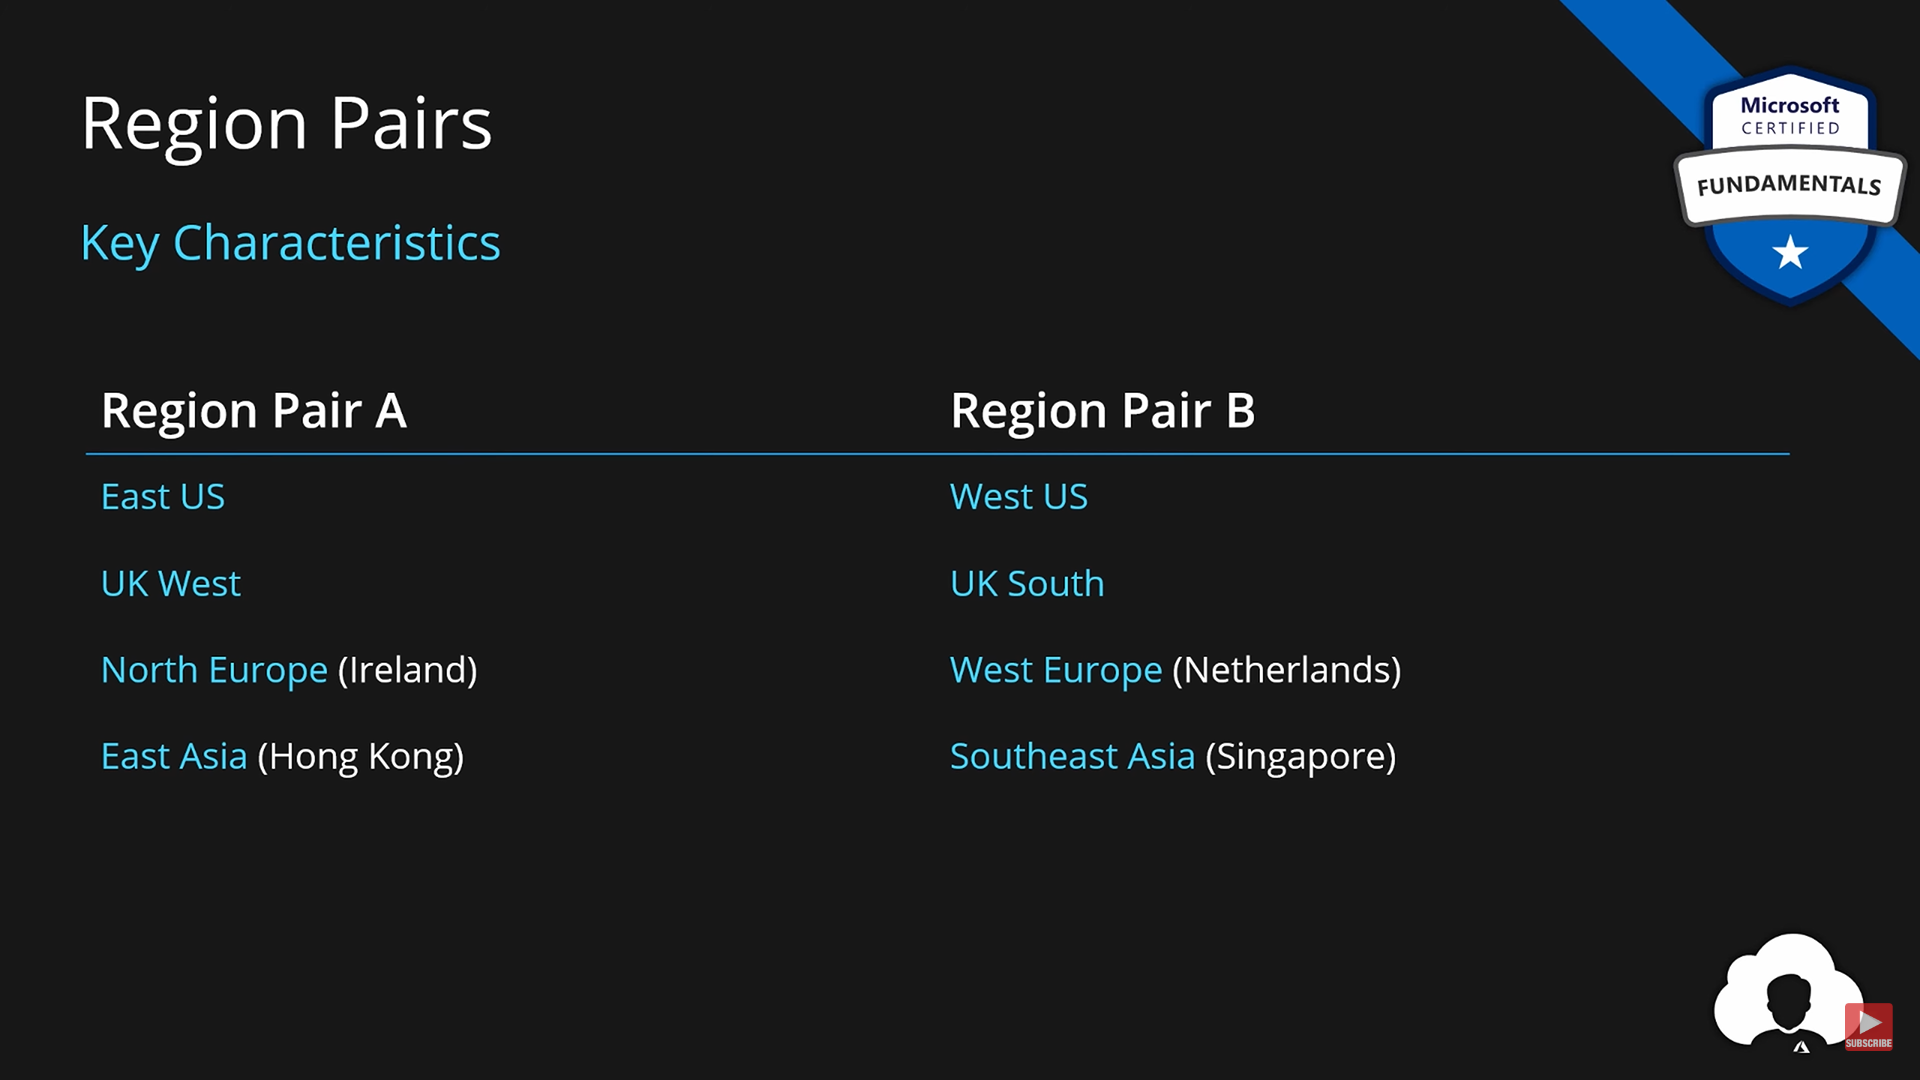 Region Pairs
Microsoft
CERTIFIED
FUNDAMENTALS
Key Characteristics
Region Pair A
Region Pair B
East US
West US
UK West
UK South
North Europe (Ireland)
West Europe (Netherlands)
East Asia (Hong Kong)
Southeast Asia (Singapore)
SUBSCRIBE